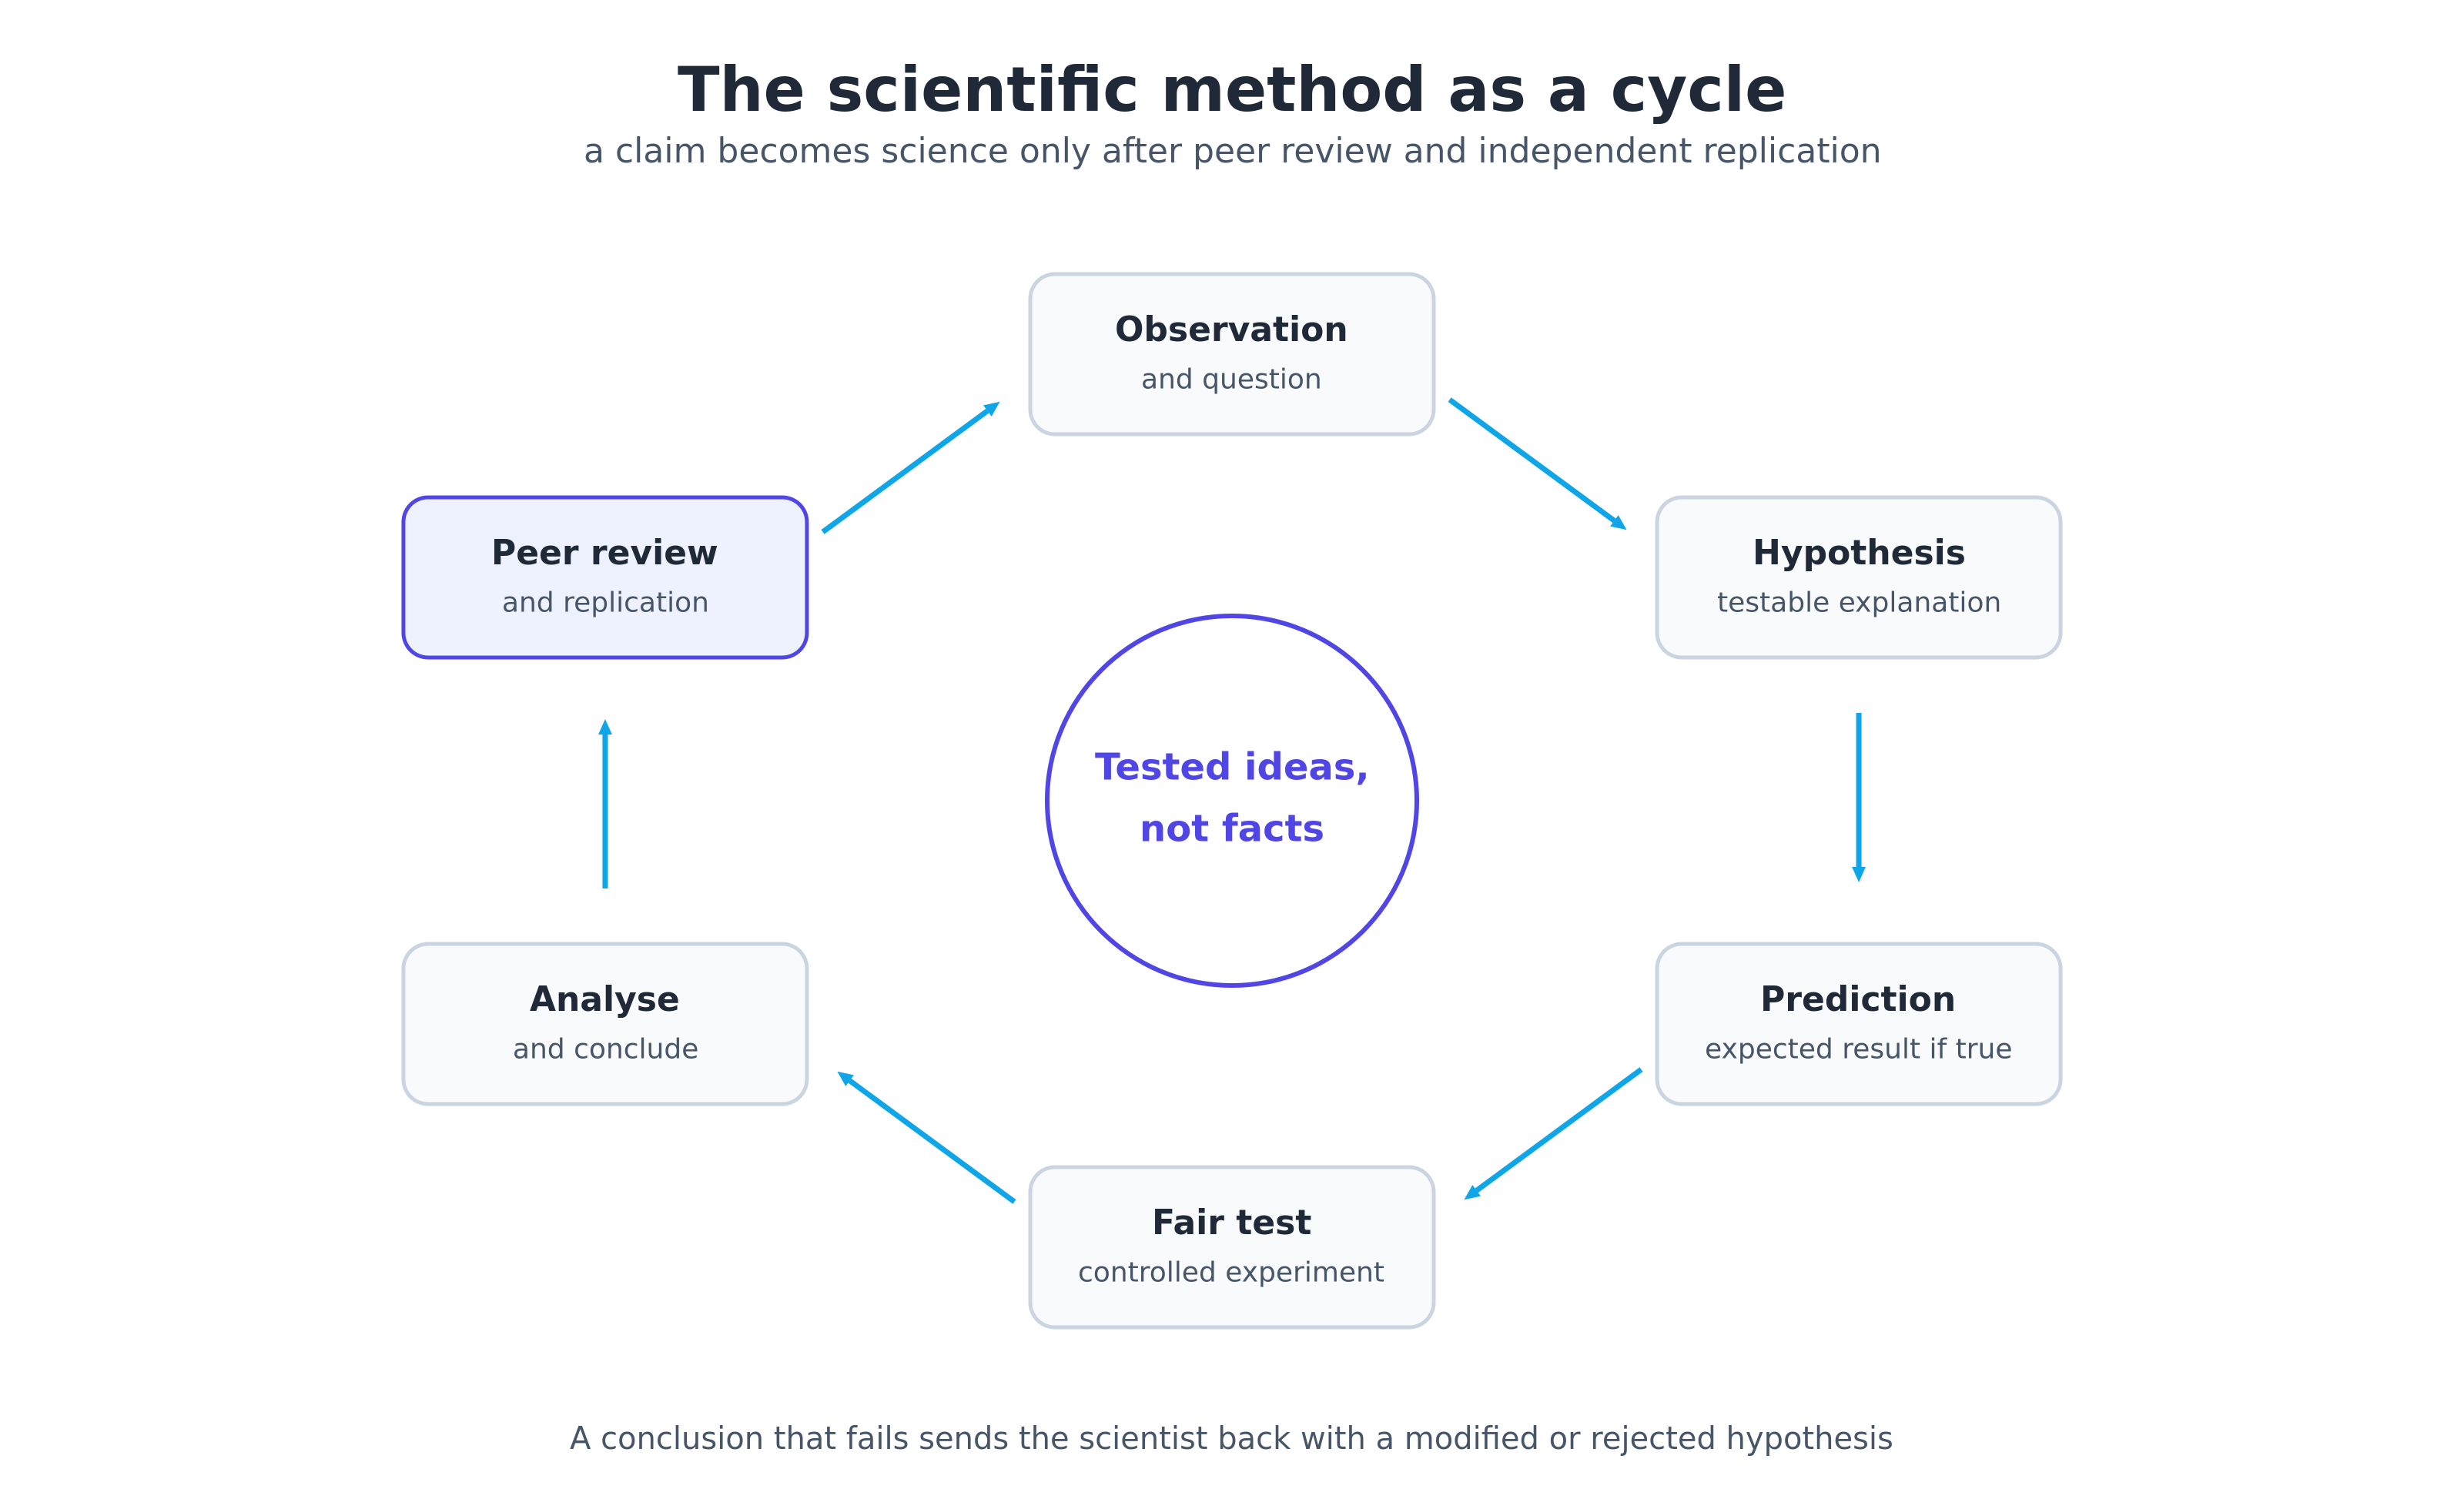 The scientific method as a cycle
a claim becomes science only after peer review and independent replication
Observation
and question
Peer review
and replication
Hypothesis
testable explanation
Tested ideas,
not facts
Analyse
and conclude
Prediction
expected result if true
Fair test
controlled experiment
A conclusion that fails sends the scientist back with a modified or rejected hypothesis